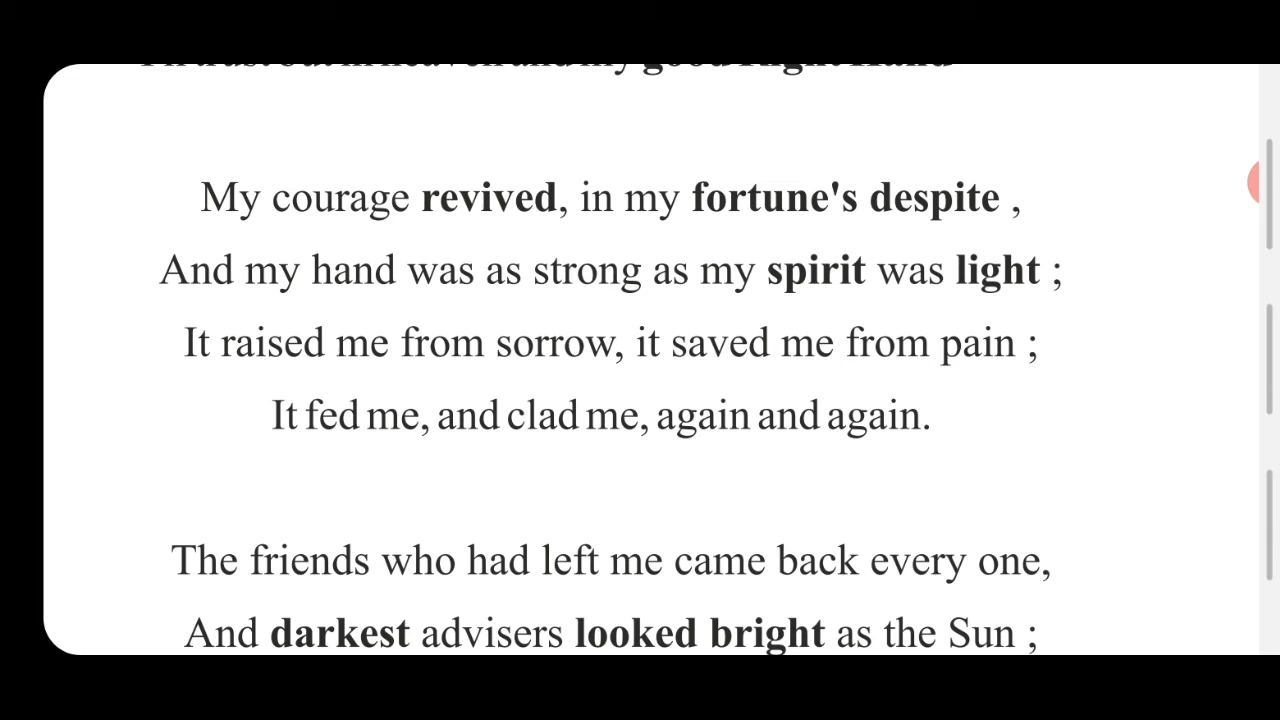 My courage revived, in my fortune's despite ,
And my hand was as strong as my spirit was light ;
It raised me from sorrow, it saved me from pain ;
It fed me, and clad me, again and again.
The friends who had left me came back every one,
And darkest advisers looked bright as the Sun ;